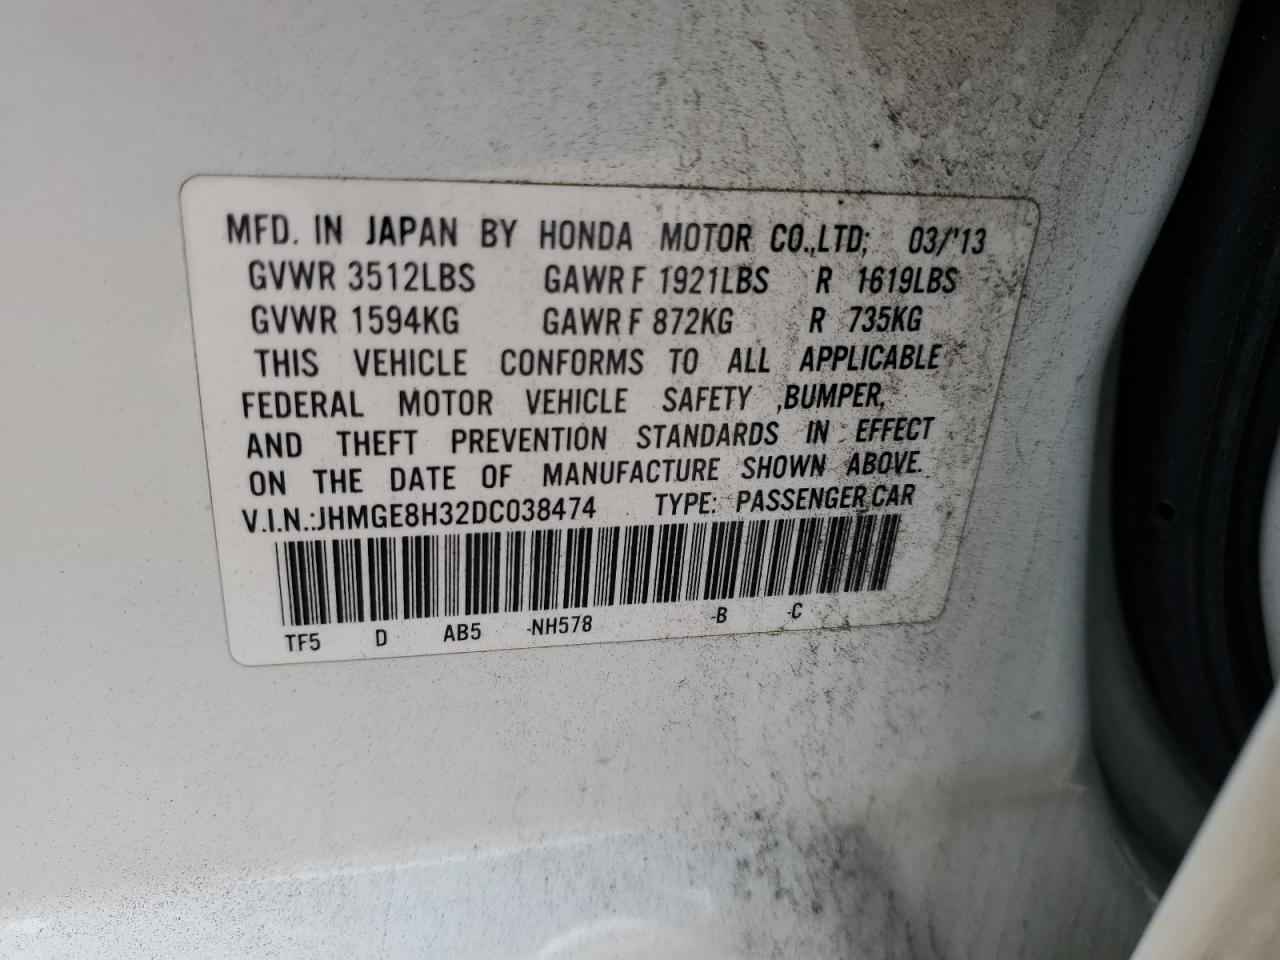 MFD. IN JAPAN BY HONDA MOTOR CO.,LTD; 03/'13
GVWR 3512LBS GAWR F 1921LBS R 1619LBS
GVWR 1594KG GAWR F 872KG R 735KG
THIS VEHICLE CONFORMS TO ALL APPLICABLE
FEDERAL MOTOR VEHICLE SAFETY ,BUMPER,
AND THEFT PREVENTION STANDARDS IN EFFECT
ON THE DATE OF MANUFACTURE SHOWN ABOVE.
V.I.N.:JHMGE8H32DC038474 TYPE: PASSENGER CAR
TF5 D AB5 -NH578 -B -C